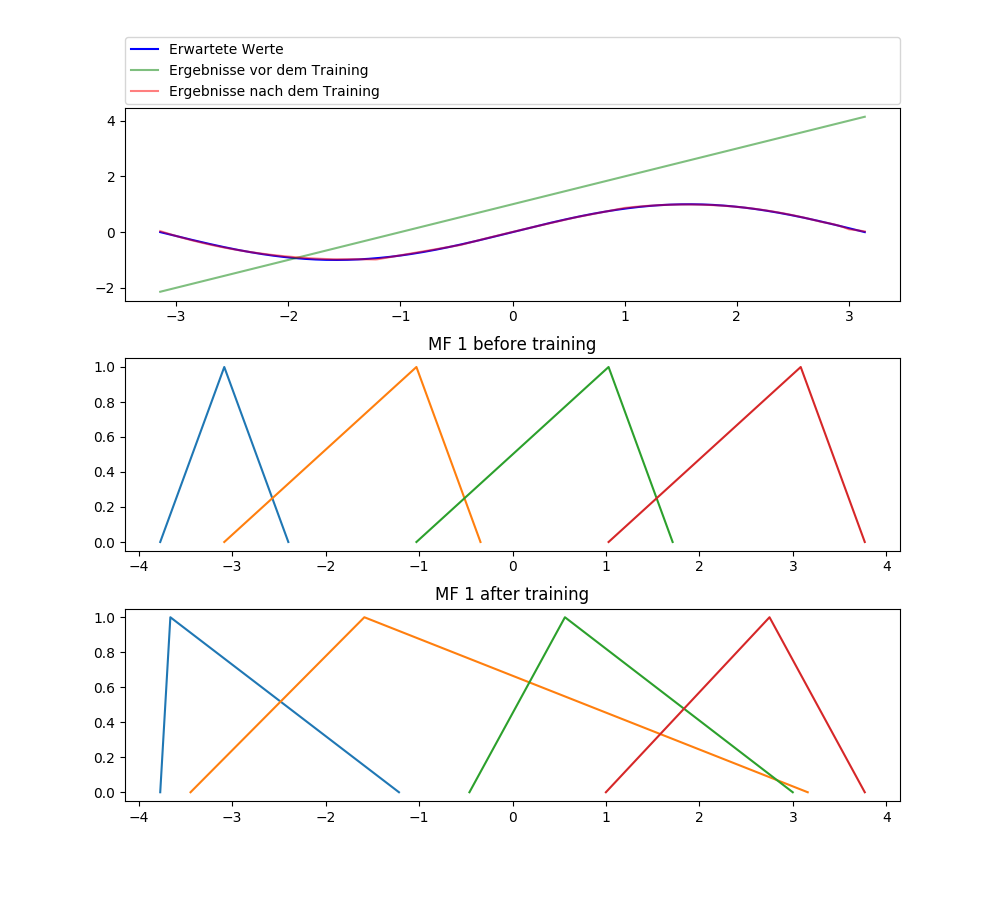 Erwartete Werte
Ergebnisse vor dem Training
Ergebnisse nach dem Training
4
2
0
−2
−3 −2 −1 0 1 2 3
MF 1 before training
1.0
0.8
0.6
0.4
0.2
0.0
−4 −3 −2 −1 0 1 2 3 4
MF 1 after training
1.0
0.8
0.6
0.4
0.2
0.0
−4 −3 −2 −1 0 1 2 3 4